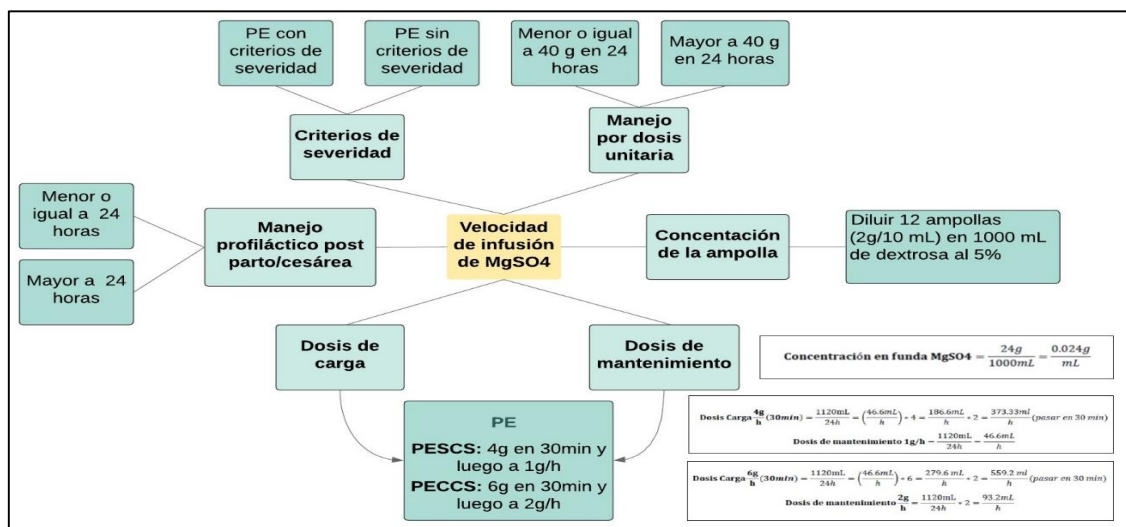 PE con
criterios de
severidad
PE sin
criterios de
severidad
Menor o igual
a 40 g en 24
horas
Mayor a 40 g
en 24 horas
Criterios de
severidad
Manejo
por dosis
unitaria
Menor o
igual a 24
horas
Mayor a 24
horas
Manejo
profiláctico post
parto/cesárea
Velocidad
de infusión
de MgSO4
Concentación
de la ampolla
Diluir 12 ampollas
(2g/10 mL) en 1000 mL
de dextrosa al 5%
Dosis de
carga
Dosis de
mantenimiento
PE
PESCS: 4g en 30min y
luego a 1g/h
PECCS: 6g en 30min y
luego a 2g/h
Concentración en funda MgSO4 = 24g/1000mL = 0.024g/mL
Dosis Carga 4g/h (30min) = 1120mL/24h = (46.6mL/h) * 4 = 186.6mL/h * 2 = 373.33ml/h (pasar en 30 min)
Dosis de mantenimiento 1g/h = 1120mL/24h = 46.6mL/h
Dosis Carga 6g/h (30min) = 1120mL/24h = (46.6mL/h) * 6 = 279.6 mL/h * 2 = 559.2 ml/h (pasar en 30 min)
Dosis de mantenimiento 2g/h = 1120mL/24h * 2 = 93.2mL/h